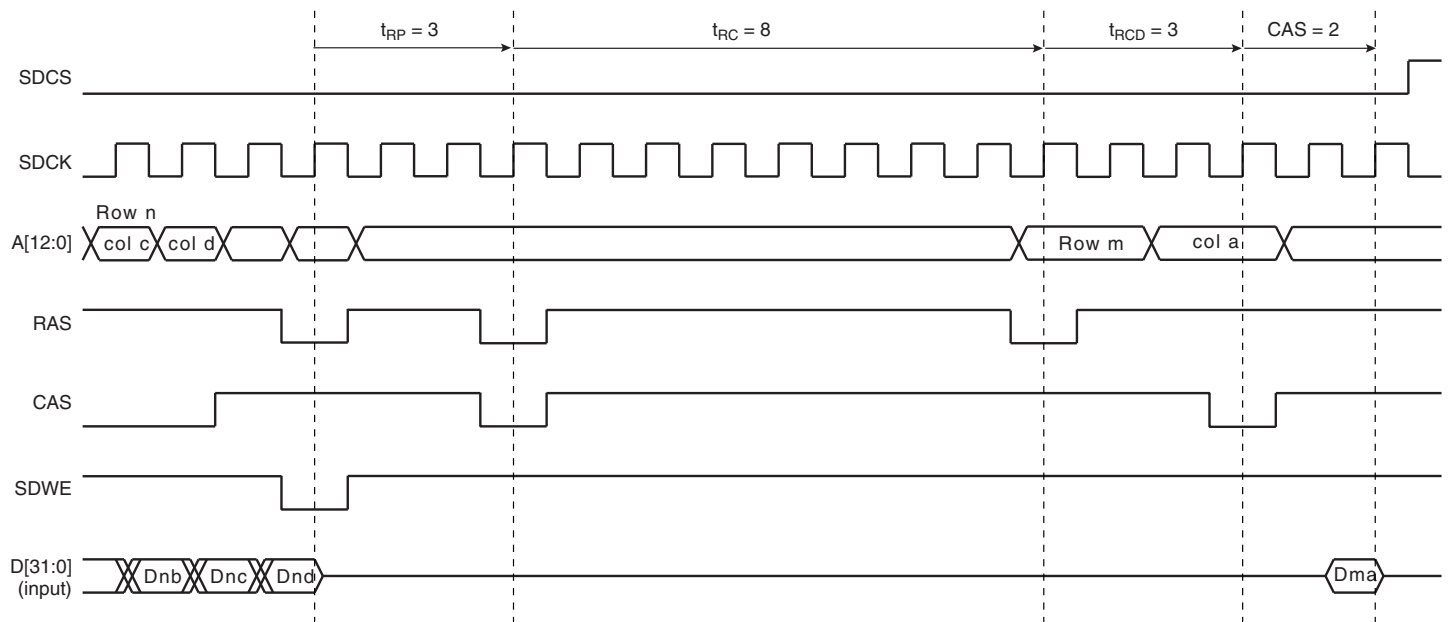 tRP = 3 tRC = 8 tRCD = 3 CAS = 2
SDCS
SDCK
Row n
A[12:0] col c col d Row m col a
RAS
CAS
SDWE
D[31:0]
(input) Dnb Dnc Dnd Dma